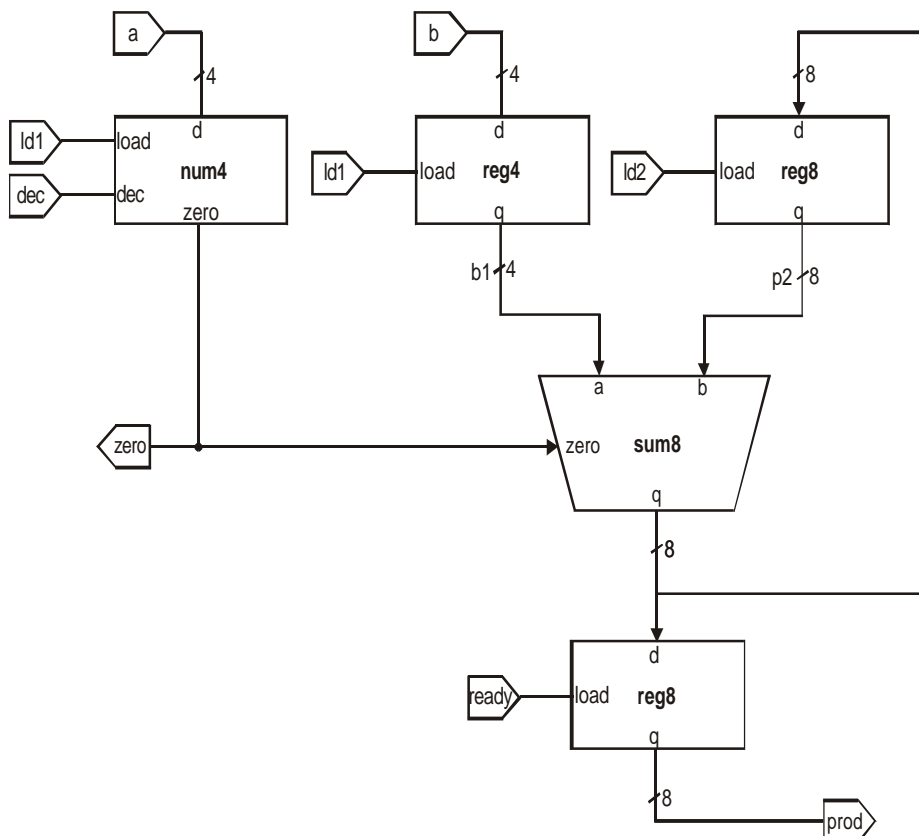 a
b
4
4
8
ld1
load
d
num4
dec
dec
zero
ld1
load
d
reg4
q
ld2
load
d
reg8
q
b1
4
p2
8
a
b
zero
zero
sum8
q
8
d
ready
load
reg8
q
8
prod